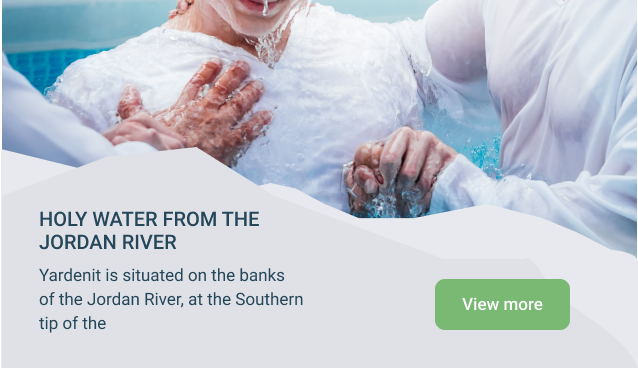 HOLY WATER FROM THE
JORDAN RIVER
Yardenit is situated on the banks
of the Jordan River, at the Southern
tip of the
View more